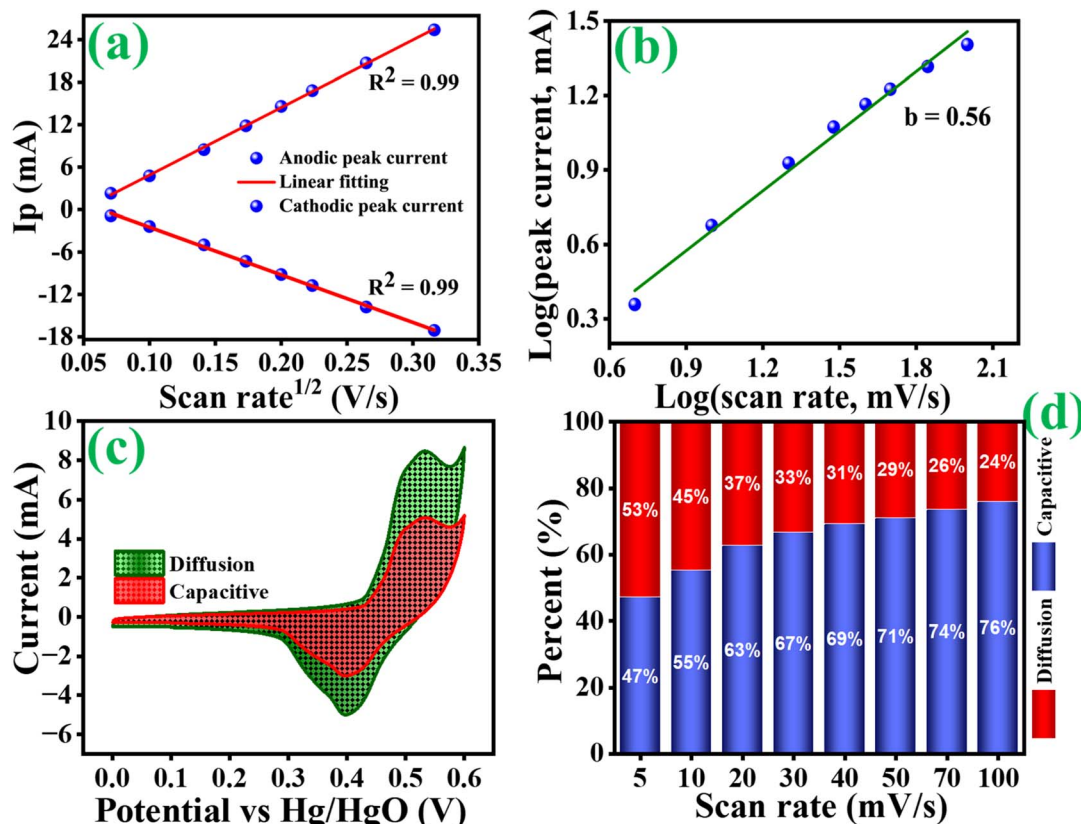 (a)
24
18
12
6
0
-6
-12
-18
Ip (mA)
R² = 0.99
Anodic peak current
Linear fitting
Cathodic peak current
R² = 0.99
0.05 0.10 0.15 0.20 0.25 0.30 0.35
Scan rate^1/2 (V/s)
(b)
1.5
1.2
0.9
0.6
0.3
Log(peak current, mA)
b = 0.56
0.6 0.9 1.2 1.5 1.8 2.1
Log(scan rate, mV/s)
(c)
10
8
6
4
2
0
−2
−4
−6
Current (mA)
Diffusion
Capacitive
0.0 0.1 0.2 0.3 0.4 0.5 0.6
Potential vs Hg/HgO (V)
(d)
100
80
60
40
20
0
Percent (%)
53% 45% 37% 33% 31% 29% 26% 24%
47% 55% 63% 67% 69% 71% 74% 76%
5 10 20 30 40 50 70 100
Scan rate (mV/s)
Capacitive
Diffusion